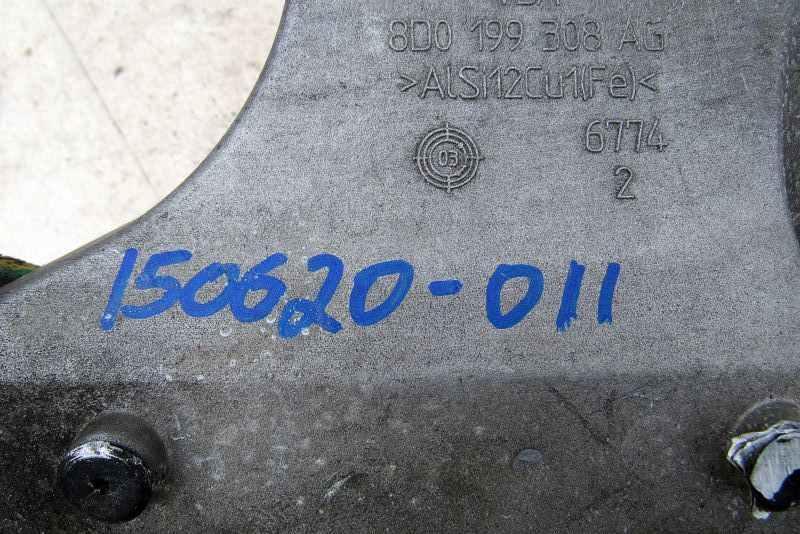 8D0 199 308 AG
>AlSi12Cu1(Fe)<
03
6774
2
150620-011